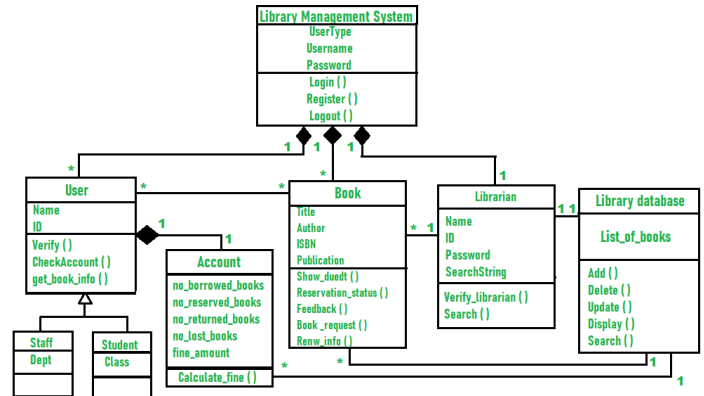 Library Management System
UserType
Username
Password
Login ( )
Register ( )
Logout ( )
1
1
1
*
*
1
User
Name
ID
Verify ( )
CheckAccount ( )
get_book_info ( )
*
*
1
1
Book
Title
Author
ISBN
Publication
Show_duedt ( )
Reservation_status ( )
Feedback ( )
Book _request ( )
Renw_info ( )
*
1
Librarian
Name
ID
Password
SearchString
Verify_librarian ( )
Search ( )
1
1
Library database
List_of_books
Add ( )
Delete ( )
Update ( )
Display ( )
Search ( )
Account
no_borrowed_books
no_reserved_books
no_returned_books
no_lost_books
fine_amount
Calculate_fine ( )
Staff
Dept
Student
Class
*
*
1
1